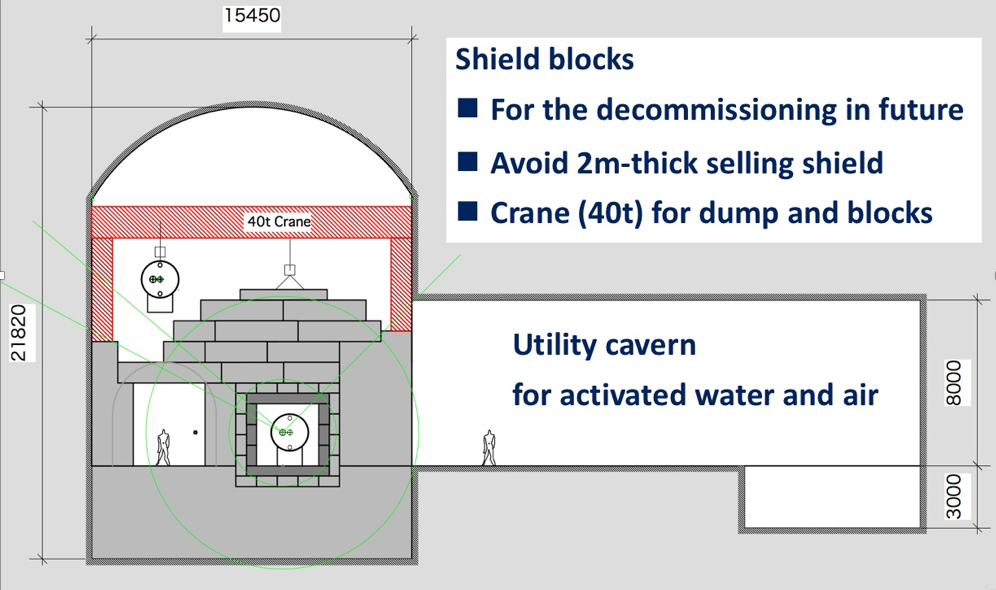 15450
Shield blocks
■ For the decommissioning in future
■ Avoid 2m-thick selling shield
■ Crane (40t) for dump and blocks
40t Crane
21820
Utility cavern
for activated water and air
8000
3000